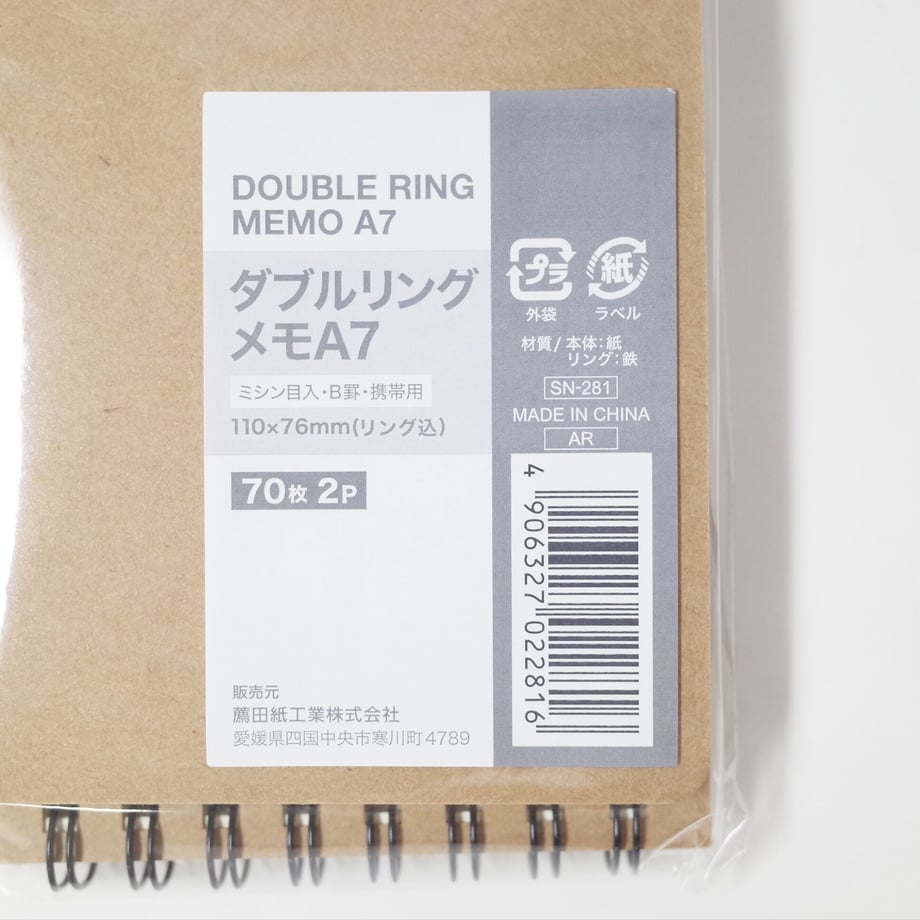 DOUBLE RING
MEMO A7
ダブルリング
メモA7
ミシン目入・B罫・携帯用
110×76mm(リング込)
70枚 2P
販売元
薦田紙工業株式会社
愛媛県四国中央市寒川町4789
プラ 紙
外袋 ラベル
材質/本体:紙
リング:鉄
SN-281
MADE IN CHINA
AR
4 906327 022816